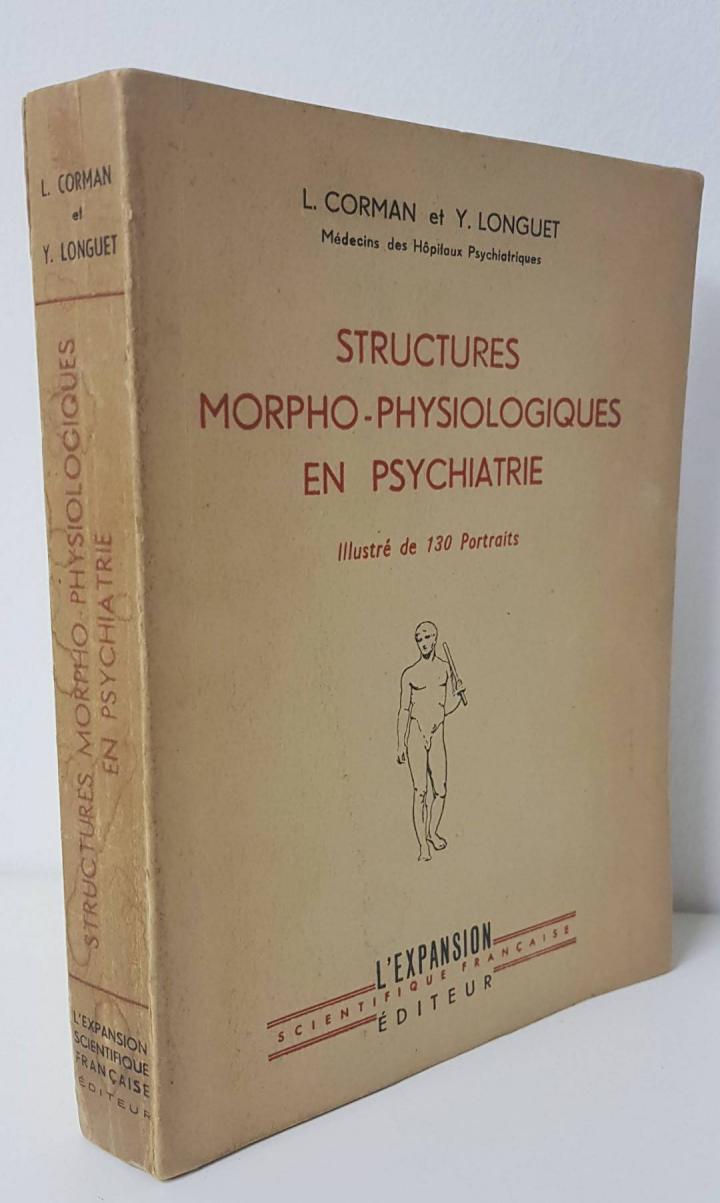 L. CORMAN
et
Y. LONGUET
STRUCTURES MORPHO-PHYSIOLOGIQUES
EN PSYCHIATRIE
L'EXPANSION
SCIENTIFIQUE
FRANÇAISE
ÉDITEUR
L. CORMAN et Y. LONGUET
Médecins des Hôpitaux Psychiatriques
STRUCTURES
MORPHO-PHYSIOLOGIQUES
EN PSYCHIATRIE
Illustré de 130 Portraits
L'EXPANSION
SCIENTIFIQUE FRANÇAISE
ÉDITEUR